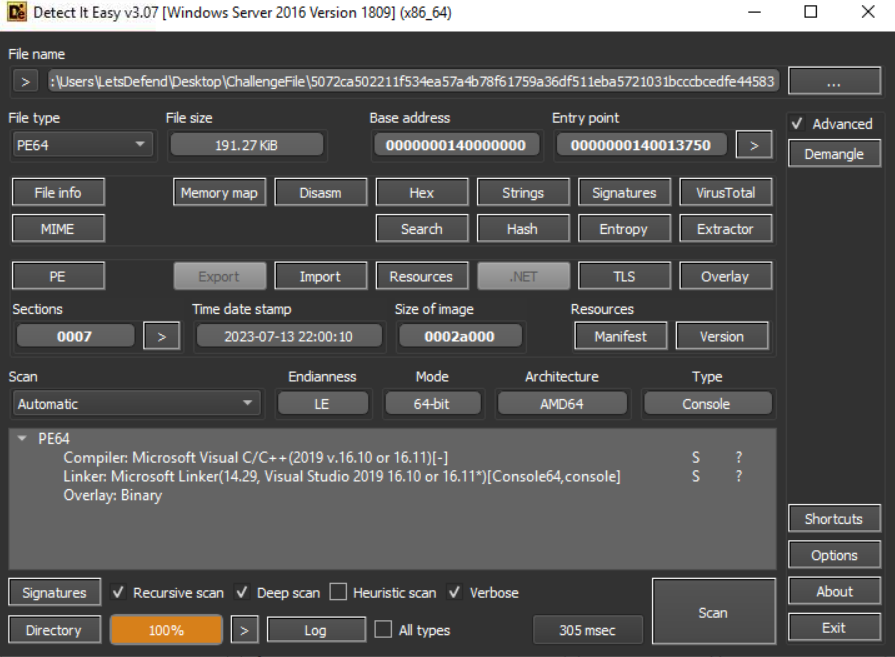 Detect It Easy v3.07 [Windows Server 2016 Version 1809] (x86_64)
File name
> :\Users\LetsDefend\Desktop\ChallengeFile\5072ca502211f534ea57a4b78f61759a36df511eba5721031bcccbcedfe44583 ...
File type File size Base address Entry point Advanced
PE64 191.27 KiB 0000000140000000 0000000140013750 > Demangle
File info Memory map Disasm Hex Strings Signatures VirusTotal
MIME Search Hash Entropy Extractor
PE Export Import Resources .NET TLS Overlay
Sections Time date stamp Size of image Resources
0007 > 2023-07-13 22:00:10 0002a000 Manifest Version
Scan Endianness Mode Architecture Type
Automatic LE 64-bit AMD64 Console
PE64
Compiler: Microsoft Visual C/C++(2019 v.16.10 or 16.11)[-] S ?
Linker: Microsoft Linker(14.29, Visual Studio 2019 16.10 or 16.11*)[Console64,console] S ?
Overlay: Binary
Shortcuts
Options
Signatures Recursive scan Deep scan Heuristic scan Verbose Scan About
Directory 100% > Log All types 305 msec Exit